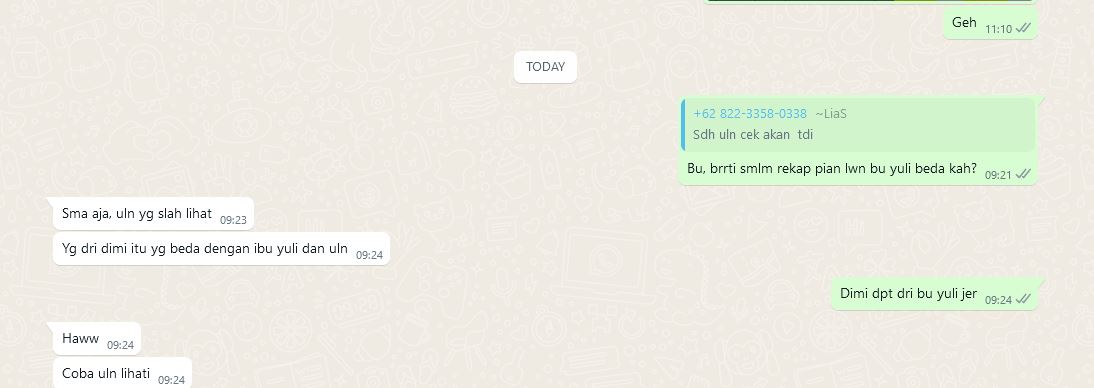 Geh 11:10
TODAY
+62 822-3358-0338 ~LiaS
Sdh uln cek akan tdi
Bu, brrti smlm rekap pian lwn bu yuli beda kah? 09:21
Sma aja, uln yg slah lihat 09:23
Yg dri dimi itu yg beda dengan ibu yuli dan uln 09:24
Dimi dpt dri bu yuli jer 09:24
Haww 09:24
Coba uln lihati 09:24